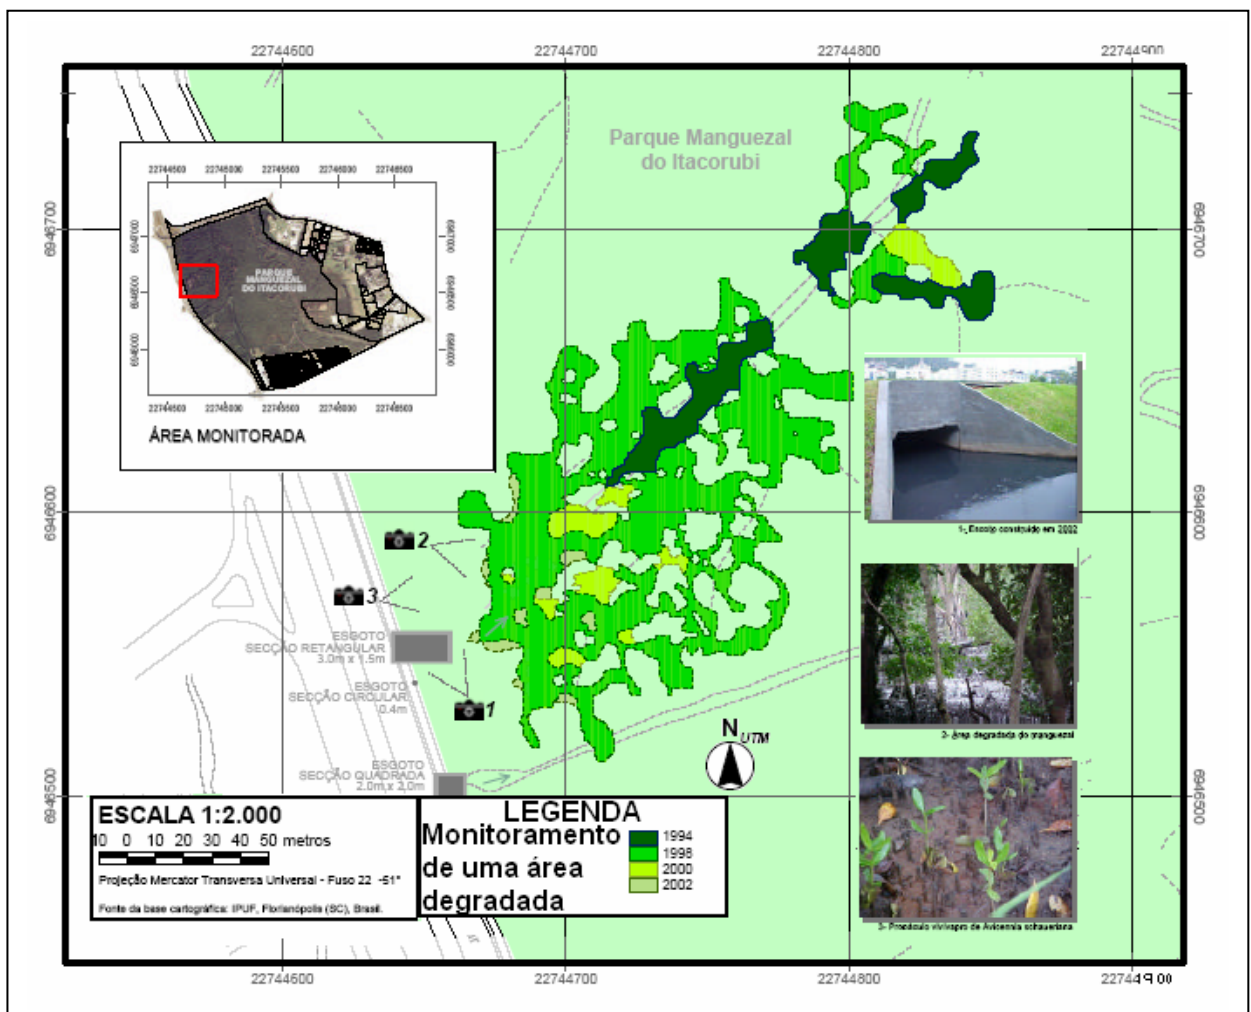 22744600 22744700 22744800 22744900
Parque Manguezal
do Itacorubi
6946700
6946700
PARQUE
MANGUEZAL
DO ITACORUBI
ÁREA MONITORADA
6946600
6946600
2
3
1
1- Esgoto construído em 2002
2- Área degradada do manguezal
3- Propáculo vivíparo de Avicennia schaueriana
ESGOTO
SECÇÃO RETANGULAR
3.0m x 1.5m
ESGOTO
SECÇÃO CIRCULAR
0.4m
ESGOTO
SECÇÃO QUADRADA
2.0m x 2.0m
N
UTM
6946500
6946500
ESCALA 1:2.000
10 0 10 20 30 40 50 metros
Projeção Mercator Transversa Universal - Fuso 22 -51°
Fonte da base cartográfica: IPUF, Florianópolis (SC), Brasil.
LEGENDA
Monitoramento
de uma área
degradada
1994
1998
2000
2002
22744600 22744700 22744800 22744900